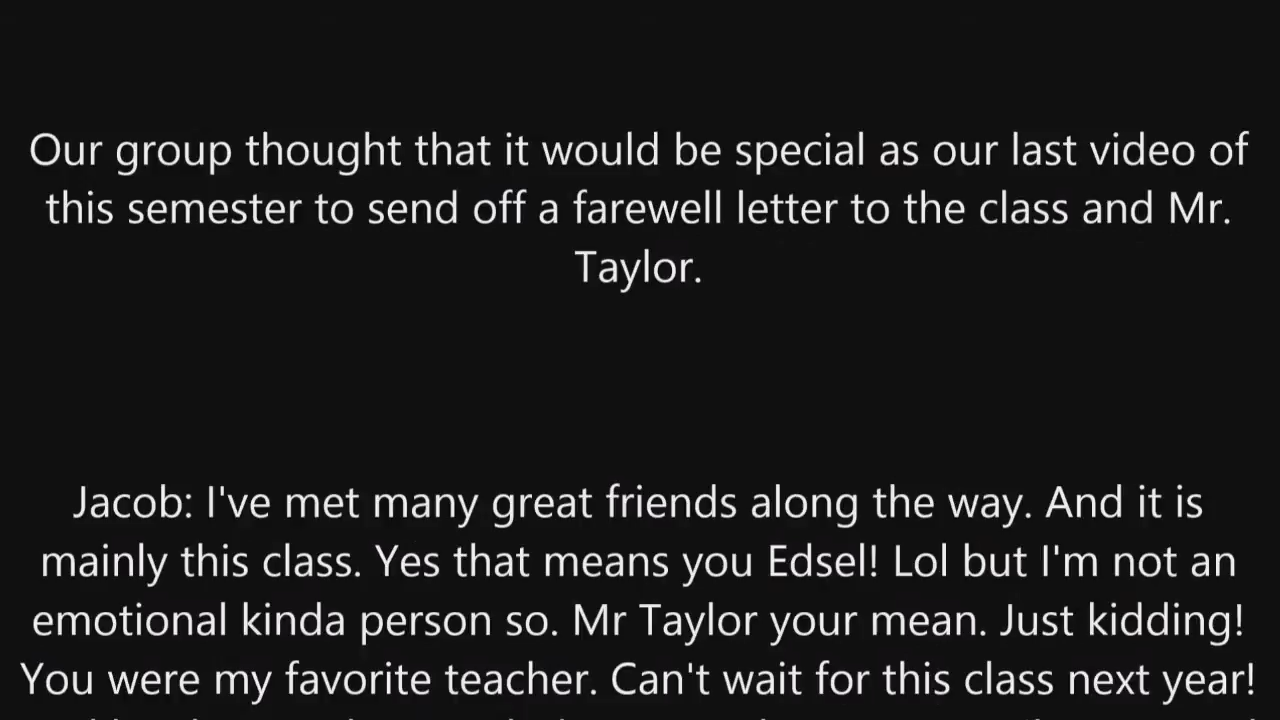 Our group thought that it would be special as our last video of
this semester to send off a farewell letter to the class and Mr.
Taylor.
Jacob: I've met many great friends along the way. And it is
mainly this class. Yes that means you Edsel! Lol but I'm not an
emotional kinda person so. Mr Taylor your mean. Just kidding!
You were my favorite teacher. Can't wait for this class next year!